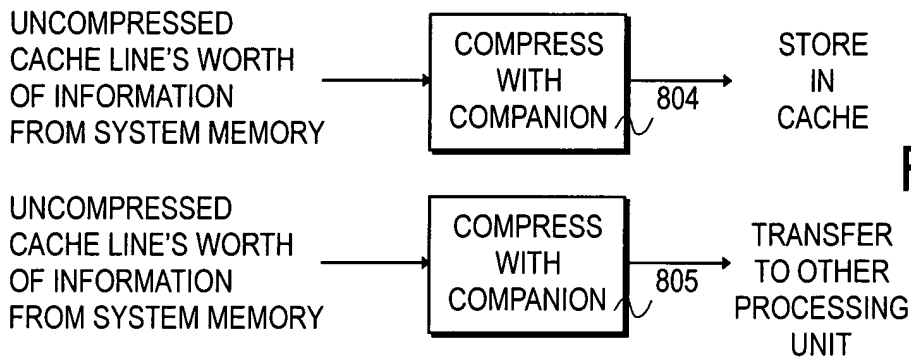 UNCOMPRESSED
CACHE LINE'S WORTH
OF INFORMATION
FROM SYSTEM MEMORY
COMPRESS
WITH
COMPANION
804
STORE
IN
CACHE
UNCOMPRESSED
CACHE LINE'S WORTH
OF INFORMATION
FROM SYSTEM MEMORY
COMPRESS
WITH
COMPANION
805
TRANSFER
TO OTHER
PROCESSING
UNIT